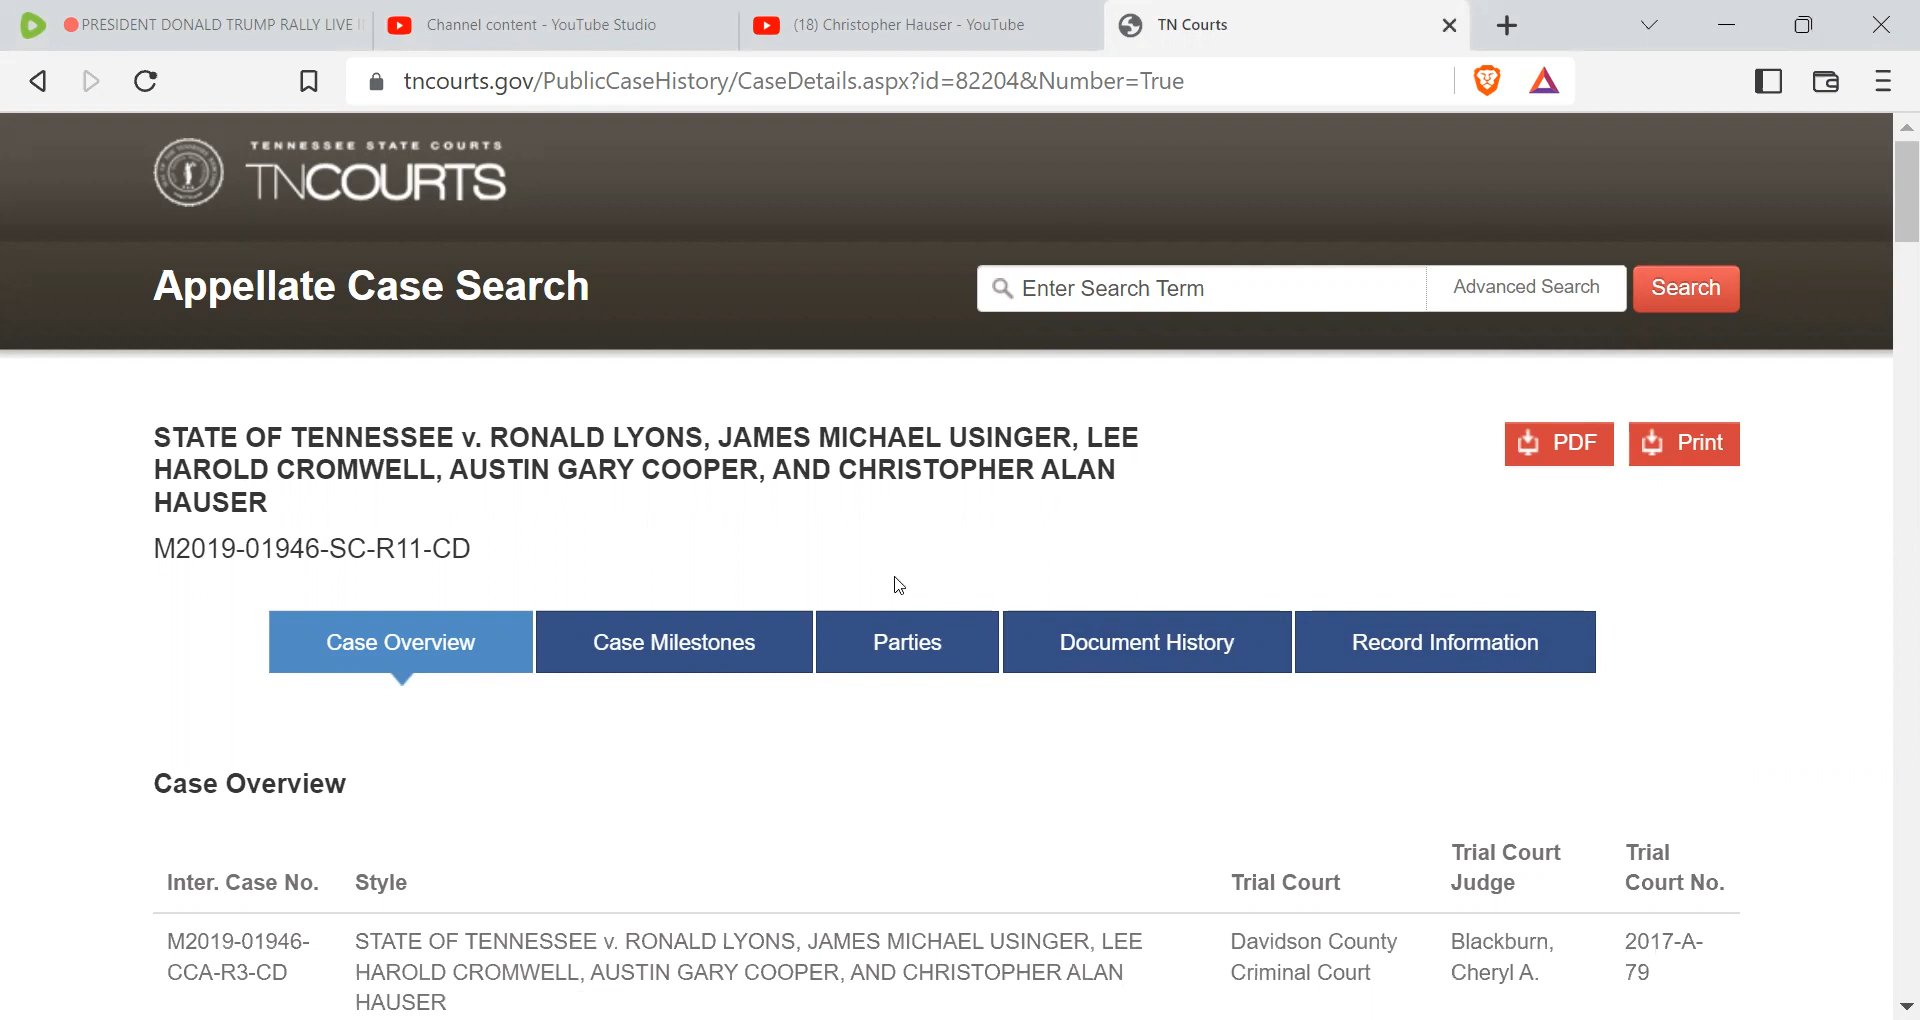 PRESIDENT DONALD TRUMP RALLY LIVE
Channel content - YouTube Studio
(18) Christopher Hauser - YouTube
TN Courts
tncourts.gov/PublicCaseHistory/CaseDetails.aspx?id=82204&Number=True
TENNESSEE STATE COURTS
TNCOURTS
Appellate Case Search
Enter Search Term
Advanced Search
Search
STATE OF TENNESSEE v. RONALD LYONS, JAMES MICHAEL USINGER, LEE
HAROLD CROMWELL, AUSTIN GARY COOPER, AND CHRISTOPHER ALAN
HAUSER
PDF
Print
M2019-01946-SC-R11-CD
Case Overview
Case Milestones
Parties
Document History
Record Information
Case Overview
Inter. Case No.
Style
Trial Court
Trial Court
Judge
Trial
Court No.
M2019-01946-
CCA-R3-CD
STATE OF TENNESSEE v. RONALD LYONS, JAMES MICHAEL USINGER, LEE
HAROLD CROMWELL, AUSTIN GARY COOPER, AND CHRISTOPHER ALAN
HAUSER
Davidson County
Criminal Court
Blackburn,
Cheryl A.
2017-A-
79